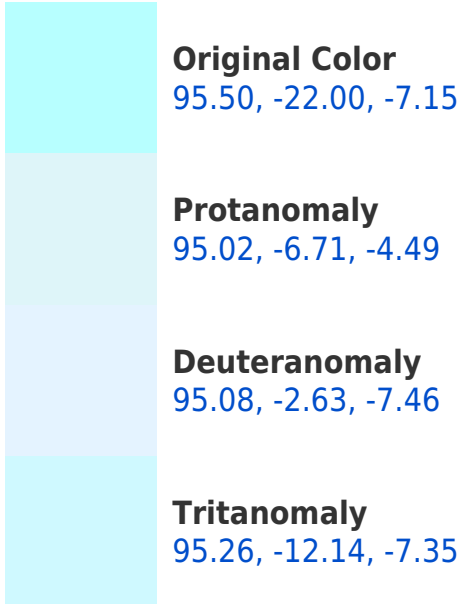 Original Color
95.50, -22.00, -7.15
Protanomaly
95.02, -6.71, -4.49
Deuteranomaly
95.08, -2.63, -7.46
Tritanomaly
95.26, -12.14, -7.35